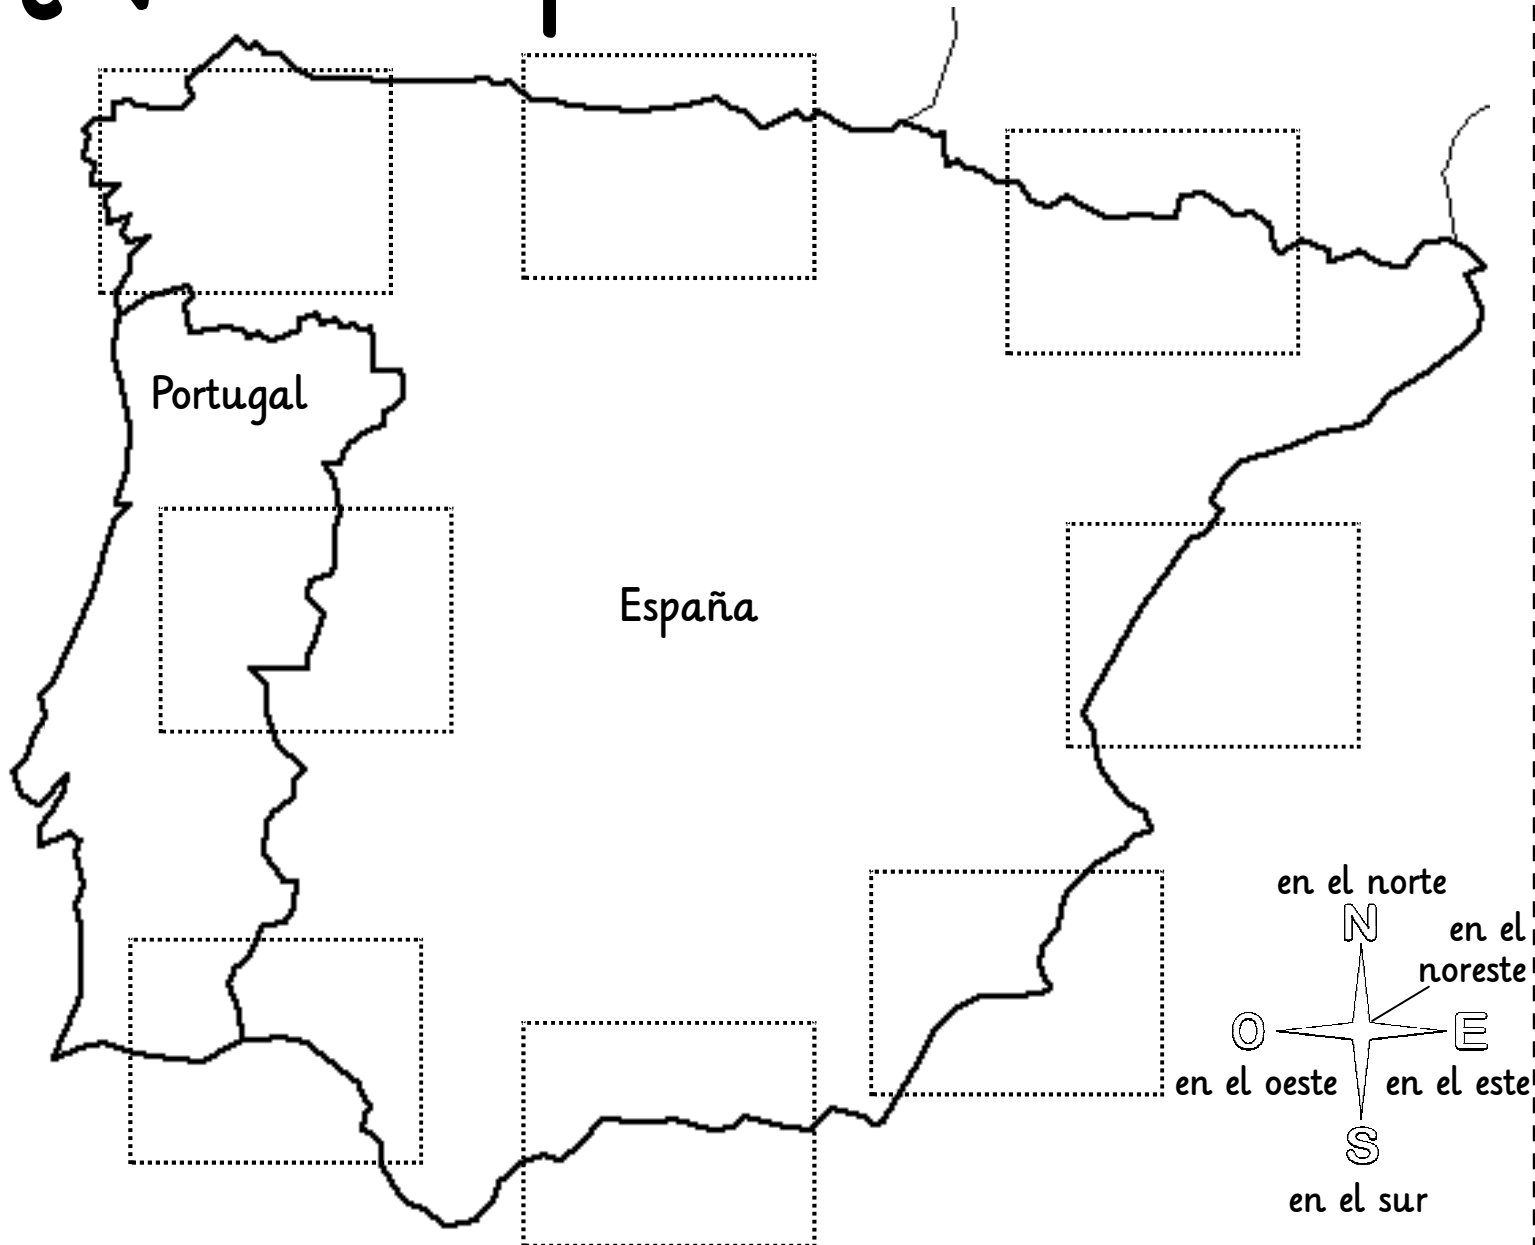 Portugal
España
en el norte
N
en el
noreste
O
E
en el oeste
en el este
S
en el sur